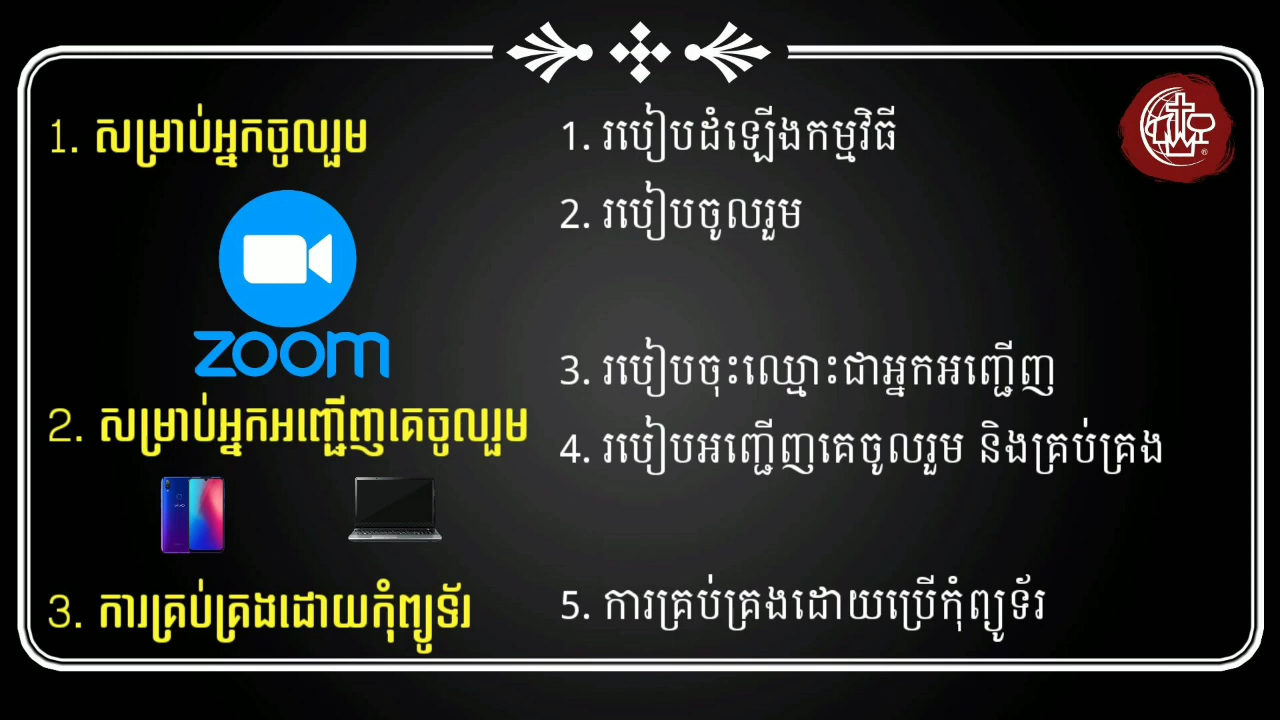 1. សម្រាប់អ្នកចូលរួម
zoom
2. សម្រាប់អ្នកអញ្ជើញគេចូលរួម
vivo
3. ការគ្រប់គ្រងដោយកុំព្យូទ័រ
1. របៀបដំឡើងកម្មវិធី
2. របៀបចូលរួម
3. របៀបចុះឈ្មោះជាអ្នកអញ្ជើញ
4. របៀបអញ្ជើញគេចូលរួម និងគ្រប់គ្រង
5. ការគ្រប់គ្រងដោយប្រើកុំព្យូទ័រ
®